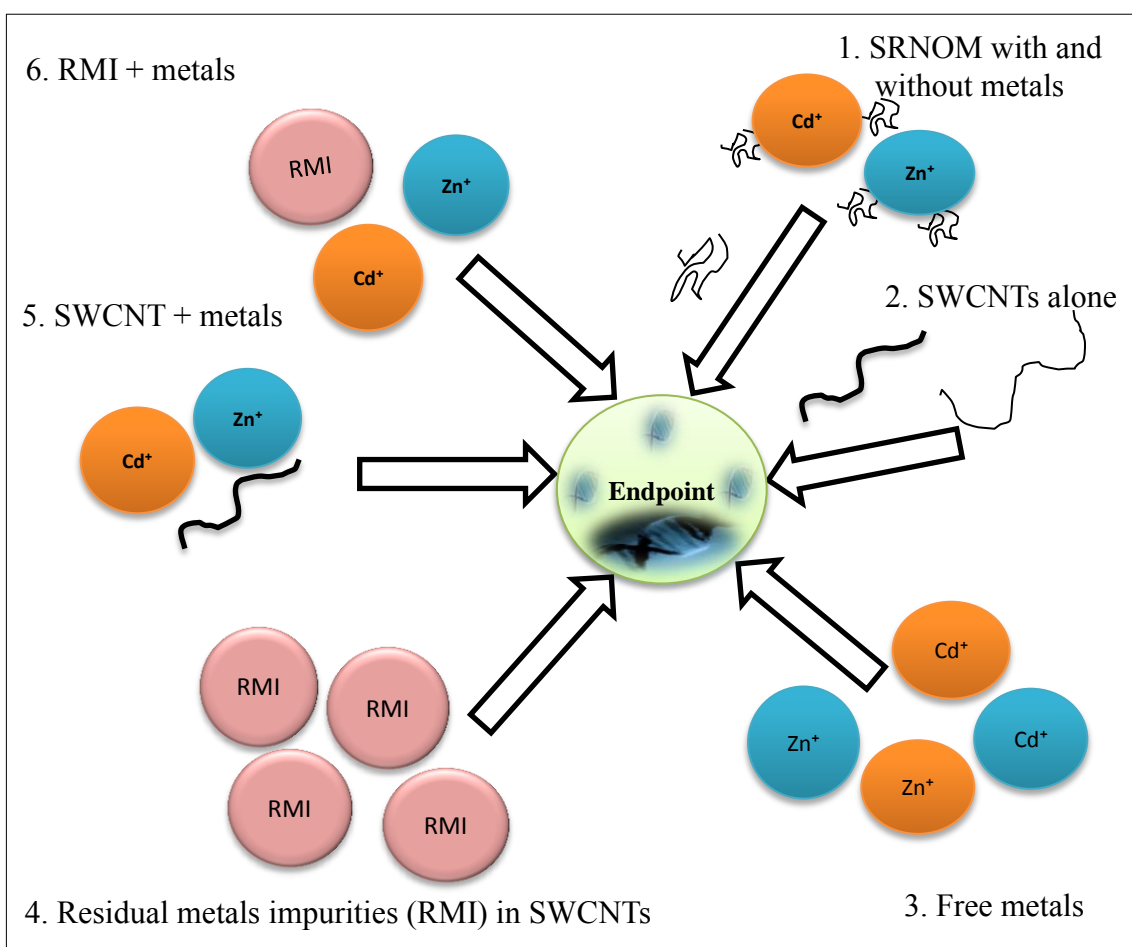 6. RMI + metals
RMI
Zn⁺
Cd⁺
1. SRNOM with and
without metals
Cd⁺
Zn⁺
5. SWCNT + metals
Cd⁺
Zn⁺
2. SWCNTs alone
Endpoint
RMI
RMI
RMI
RMI
Cd⁺
Zn⁺
Cd⁺
Zn⁺
4. Residual metals impurities (RMI) in SWCNTs
3. Free metals